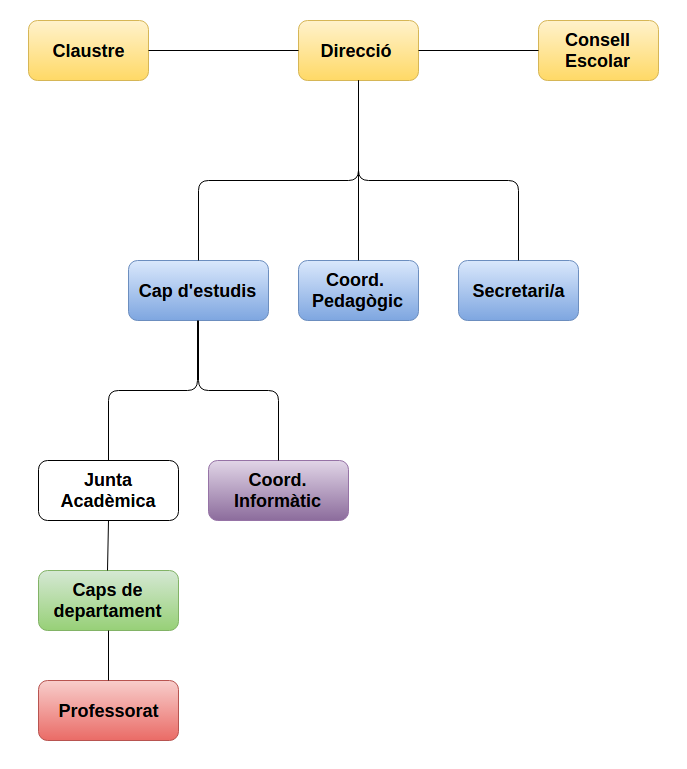 Claustre
Direcció
Consell
Escolar
Cap d'estudis
Coord.
Pedagògic
Secretari/a
Junta
Acadèmica
Coord.
Informàtic
Caps de
departament
Professorat